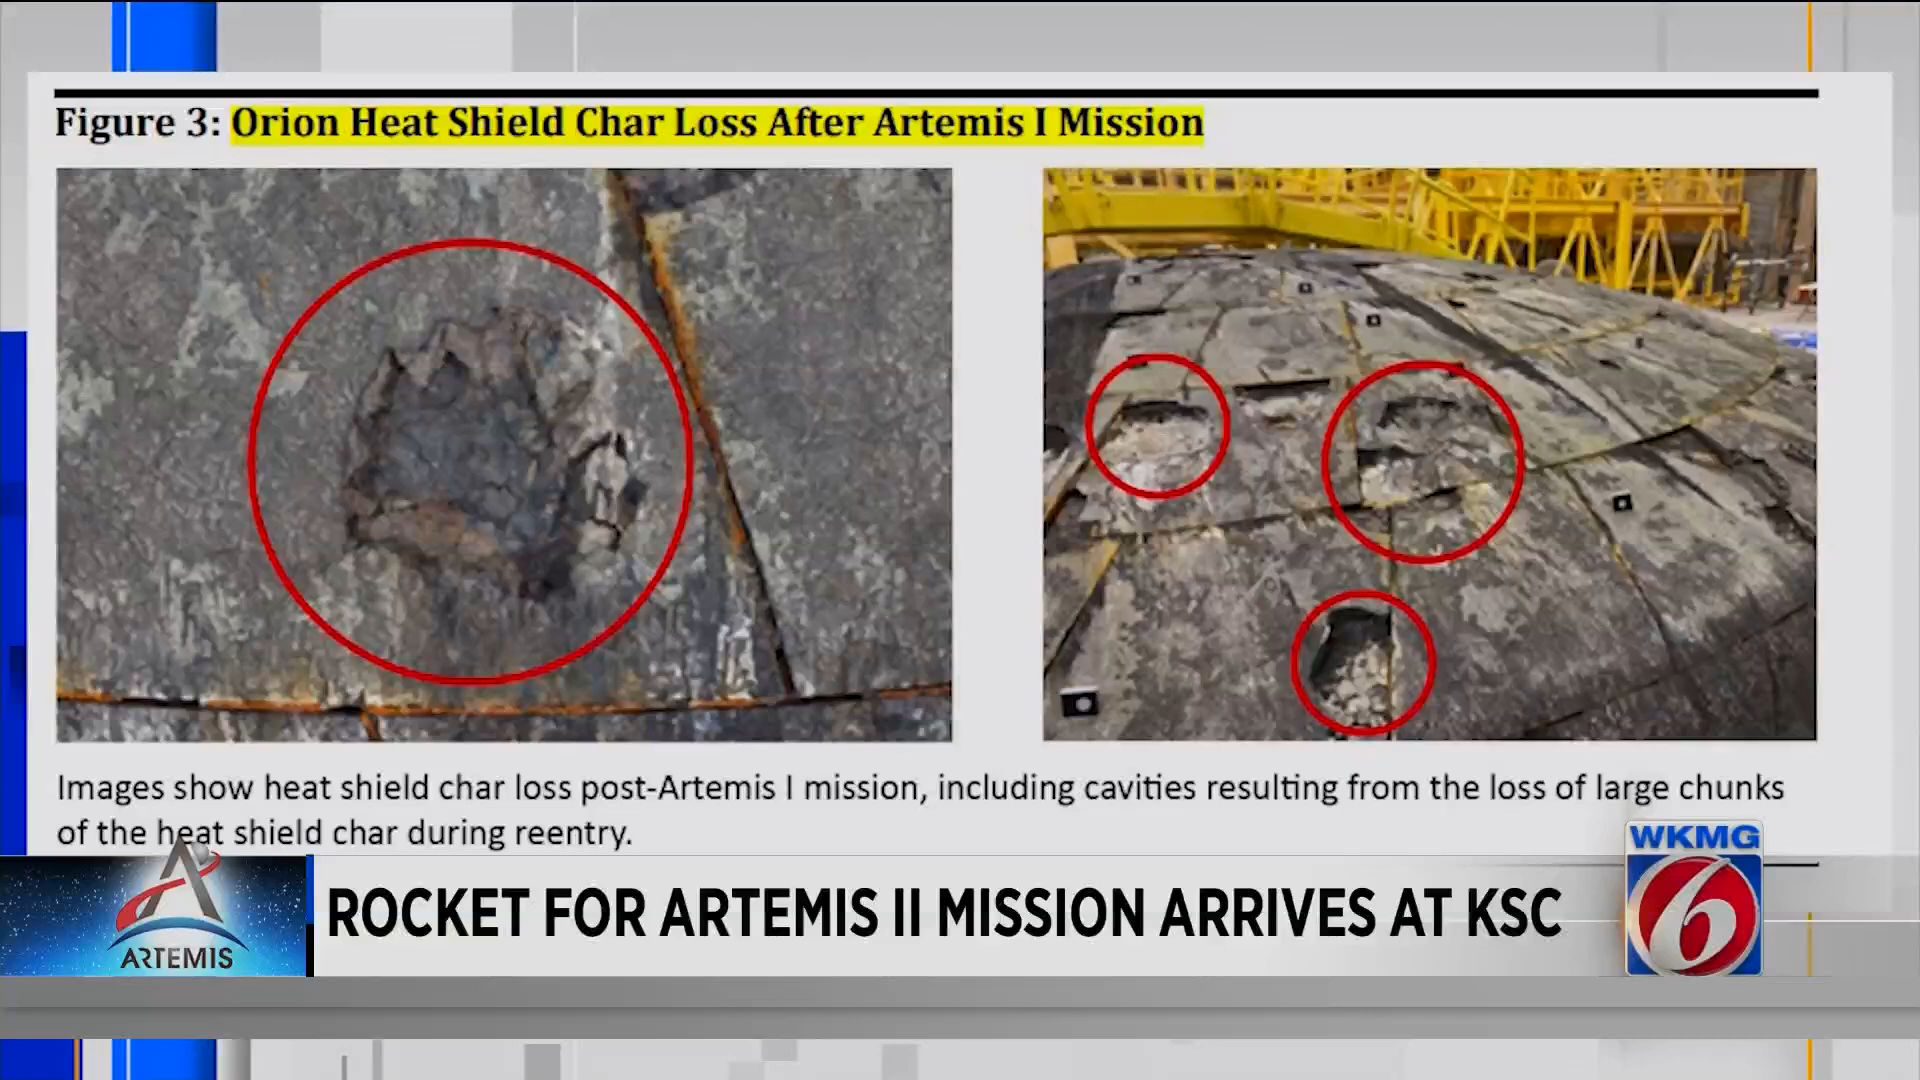 Figure 3: Orion Heat Shield Char Loss After Artemis I Mission
Images show heat shield char loss post-Artemis I mission, including cavities resulting from the loss of large chunks
of the heat shield char during reentry.
WKMG
6
ROCKET FOR ARTEMIS II MISSION ARRIVES AT KSC
ARTEMIS